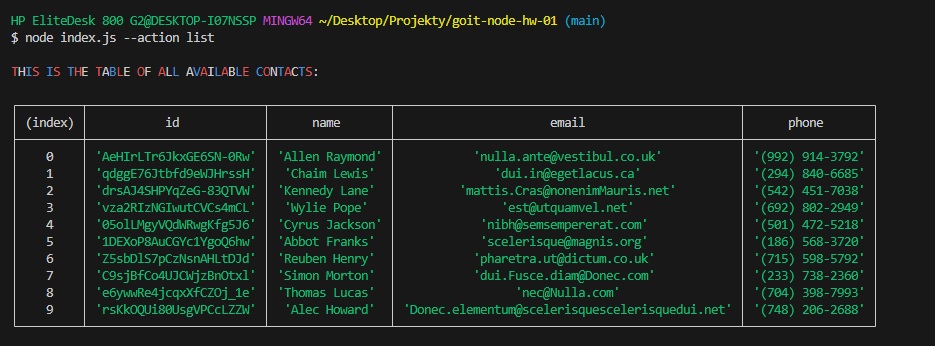 HP EliteDesk 800 G2@DESKTOP-I07NSSP MINGW64 ~/Desktop/Projekty/goit-node-hw-01 (main)
$ node index.js --action list
THIS IS THE TABLE OF ALL AVAILABLE CONTACTS:
(index) id name email phone
0 'AeHIrLTr6JkxGE6SN-0Rw' 'Allen Raymond' 'nulla.ante@vestibul.co.uk' '(992) 914-3792'
1 'qdggE76Jtbfd9eWJHrssH' 'Chaim Lewis' 'dui.in@egetlacus.ca' '(294) 840-6685'
2 'drsAJ4SHPYqZeG-83QTVW' 'Kennedy Lane' 'mattis.Cras@nonenimMauris.net' '(542) 451-7038'
3 'vza2RIzNGIwutCVCs4mCL' 'Wylie Pope' 'est@utquamvel.net' '(692) 802-2949'
4 '05olLMgyVQdWRwgKfg5J6' 'Cyrus Jackson' 'nibh@semsempererat.com' '(501) 472-5218'
5 '1DEXoP8AuCGYc1YgoQ6hw' 'Abbot Franks' 'scelerisque@magnis.org' '(186) 568-3720'
6 'Z5sbDlS7pCzNsnAHLtDJd' 'Reuben Henry' 'pharetra.ut@dictum.co.uk' '(715) 598-5792'
7 'C9sjBfCo4UJCWjzBnOtxl' 'Simon Morton' 'dui.Fusce.diam@Donec.com' '(233) 738-2360'
8 'e6ywwRe4jcqxXfCZOj_1e' 'Thomas Lucas' 'nec@Nulla.com' '(704) 398-7993'
9 'rsKkOQUi80UsgVPCcLZZW' 'Alec Howard' 'Donec.elementum@scelerisquescelerisquedui.net' '(748) 206-2688'